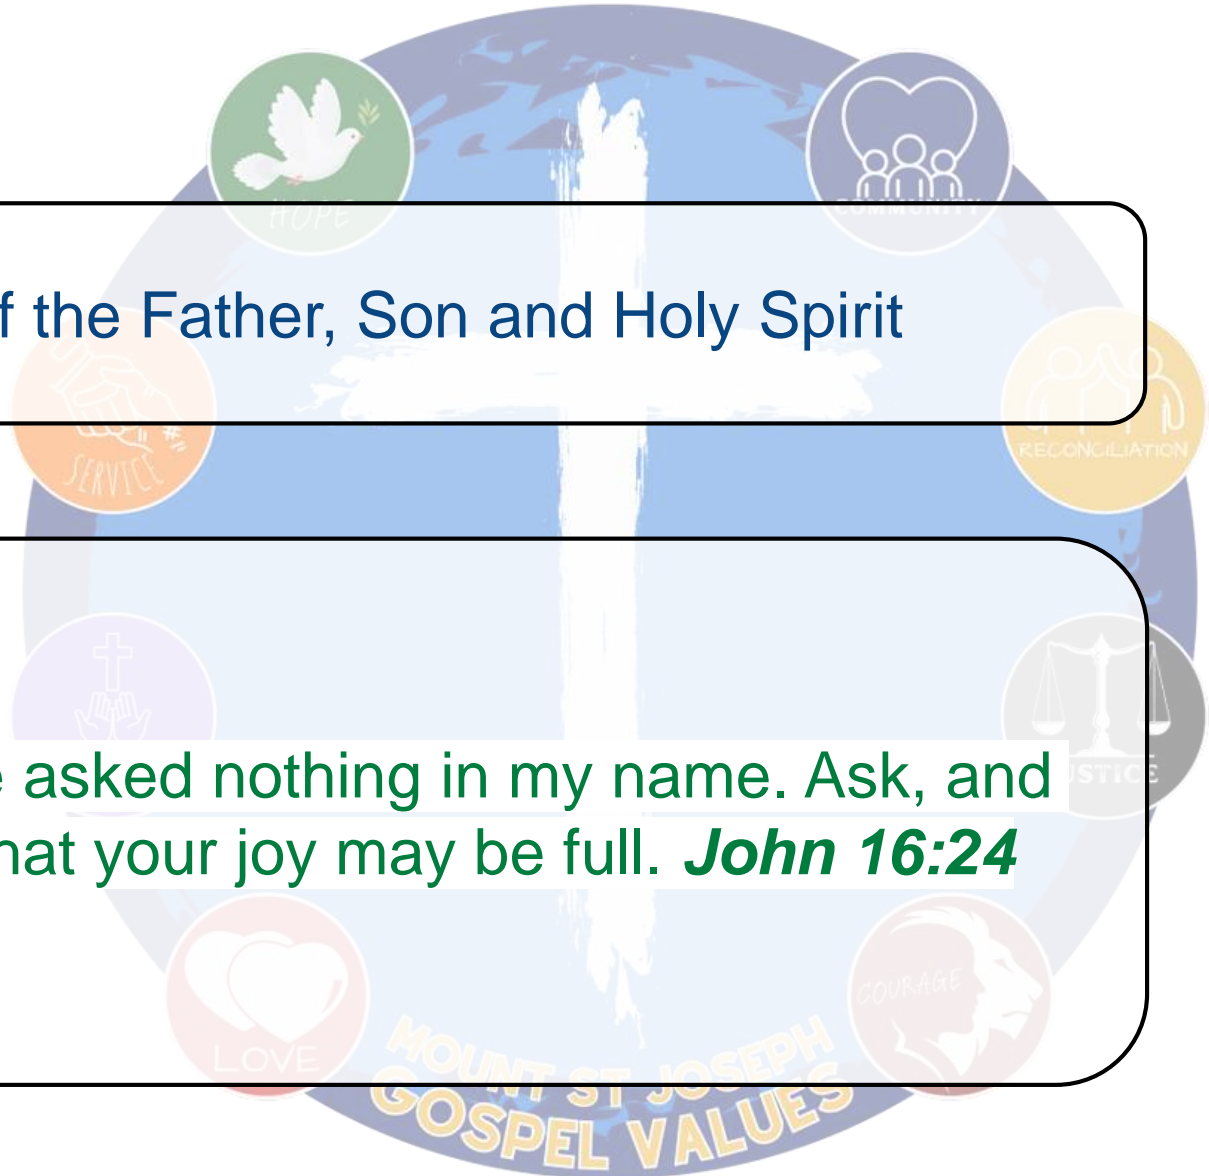 HOPE
COMMUNITY
f the Father, Son and Holy Spirit
SERVICE
RECONCILIATION
asked nothing in my name. Ask, and
that your joy may be full. John 16:24
JUSTICE
LOVE
COURAGE
MOUNT ST JOSEPH
GOSPEL VALUES